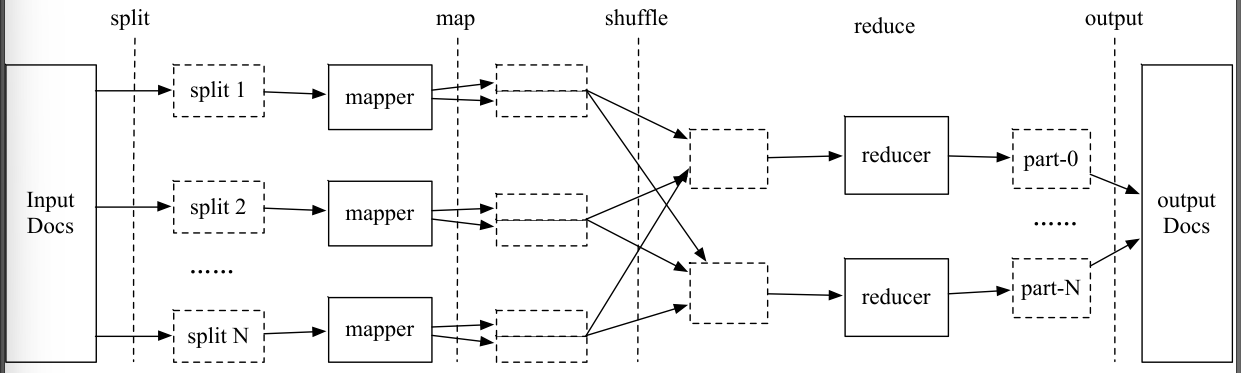 split
map
shuffle
reduce
output
Input
Docs
split 1
mapper
split 2
mapper
......
split N
mapper
reducer
part-0
......
reducer
part-N
output
Docs